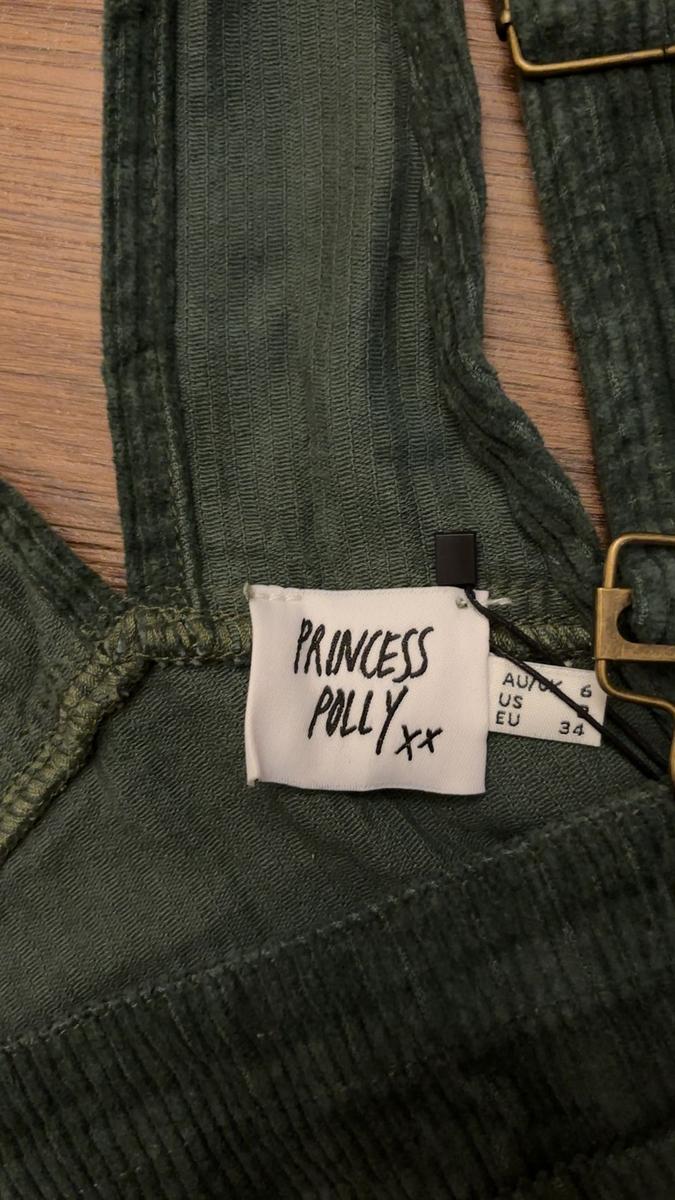 PRINCESS
POLLY xx
AU/UK 6
US
EU 34